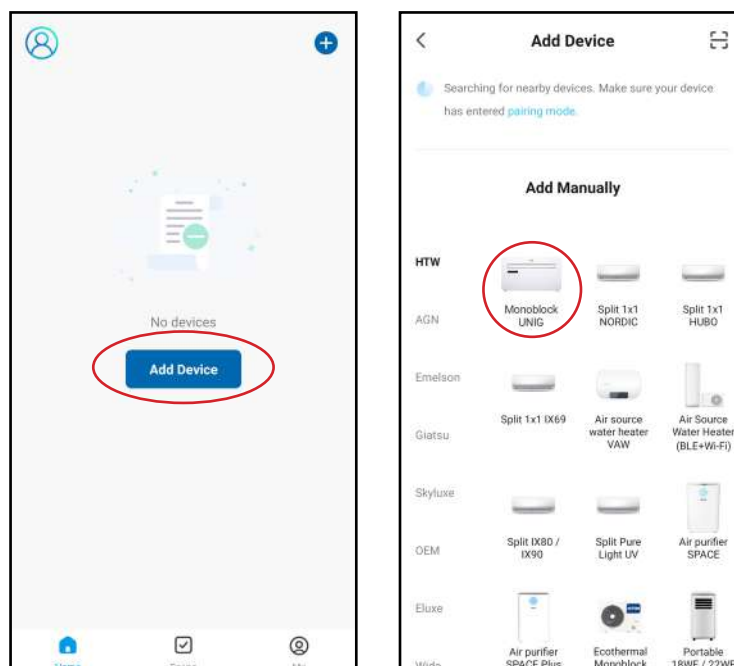 No devices
Add Device
Home
Add Device
Searching for nearby devices. Make sure your device
has entered pairing mode.
Add Manually
HTW
AGN
Emelson
Giatsu
Skyluxe
OEM
Eluxe
Monoblock
UNIG
Split 1x1
NORDIC
Split 1x1
HUBO
Split 1x1 IX69
Air source
water heater
VAW
Air Source
Water Heater
(BLE+Wi-Fi)
Split IX80 /
IX90
Split Pure
Light UV
Air purifier
SPACE
Air purifier
SPACE Plus
Ecothermal
Monoblock
Portable
18WF / 22WF